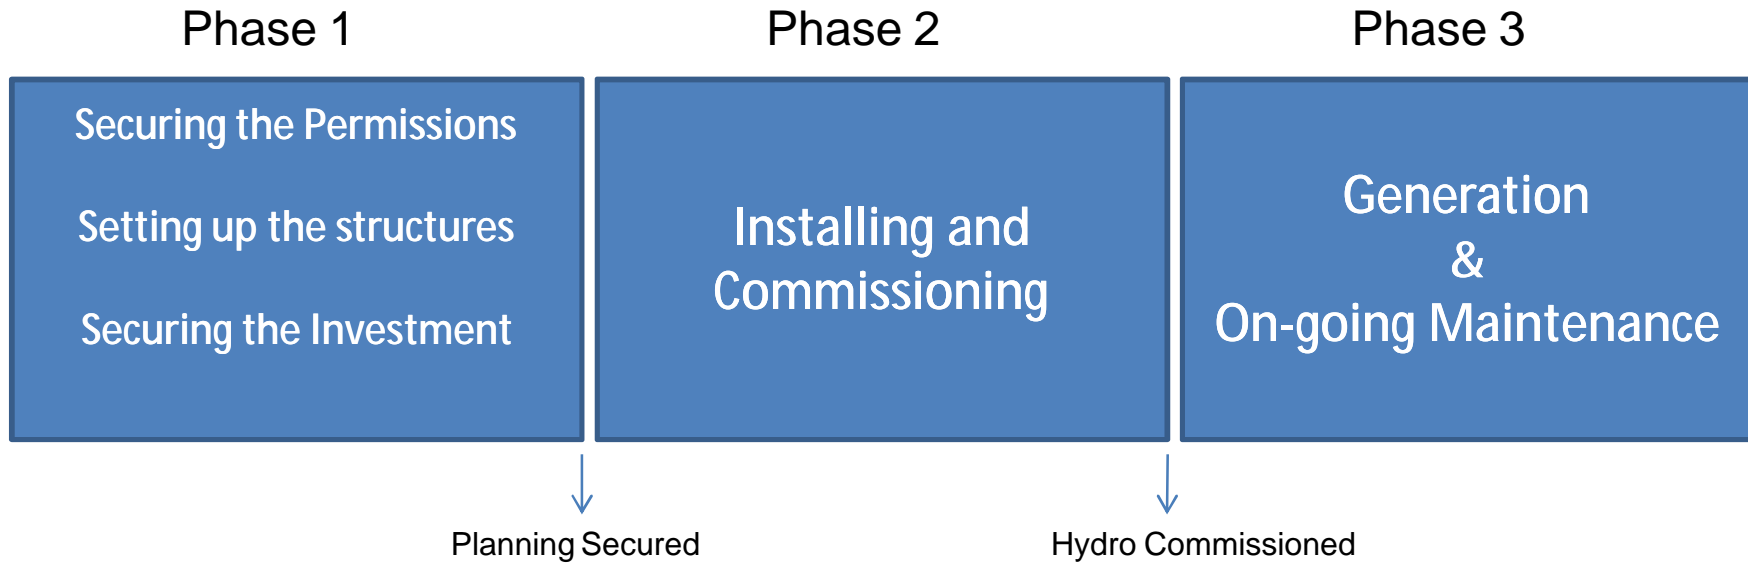 Phase 1
Phase 2
Phase 3
Securing the Permissions
Setting up the structures
Securing the Investment
Installing and
Commissioning
Generation
&
On-going Maintenance
Planning Secured
Hydro Commissioned